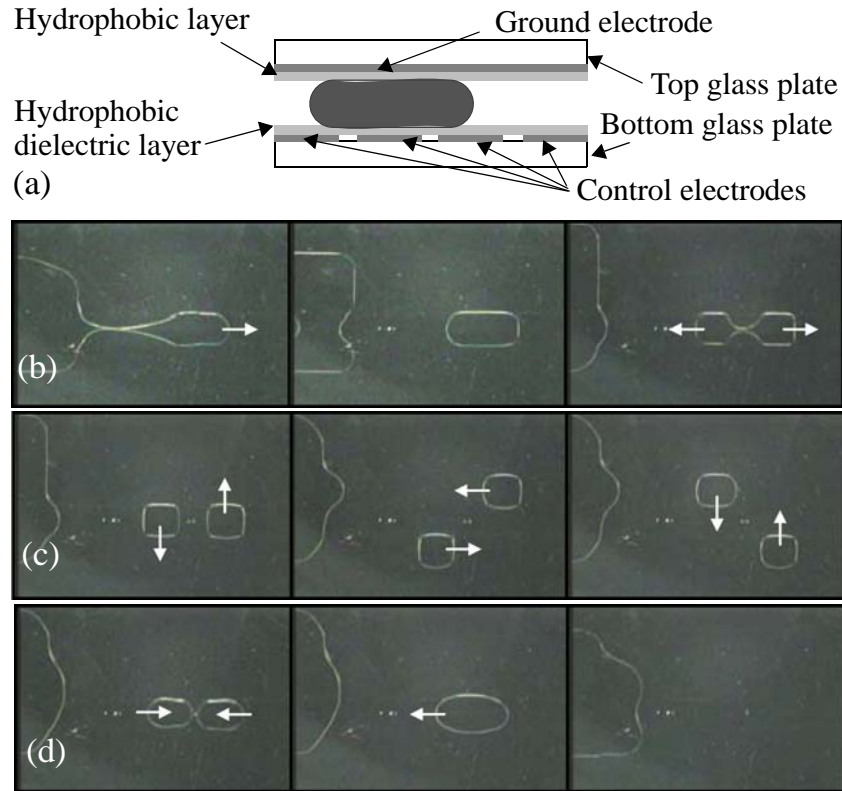 Hydrophobic layer
Ground electrode
Top glass plate
Hydrophobic
dielectric layer
Bottom glass plate
(a)
Control electrodes
(b)
(c)
(d)